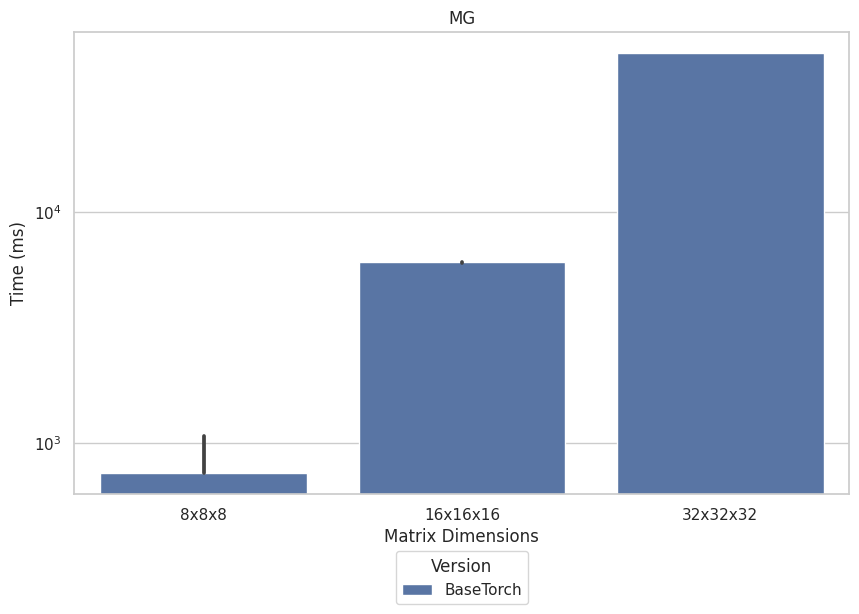 MG
Time (ms)
10⁴
10³
8x8x8
16x16x16
32x32x32
Matrix Dimensions
Version
BaseTorch